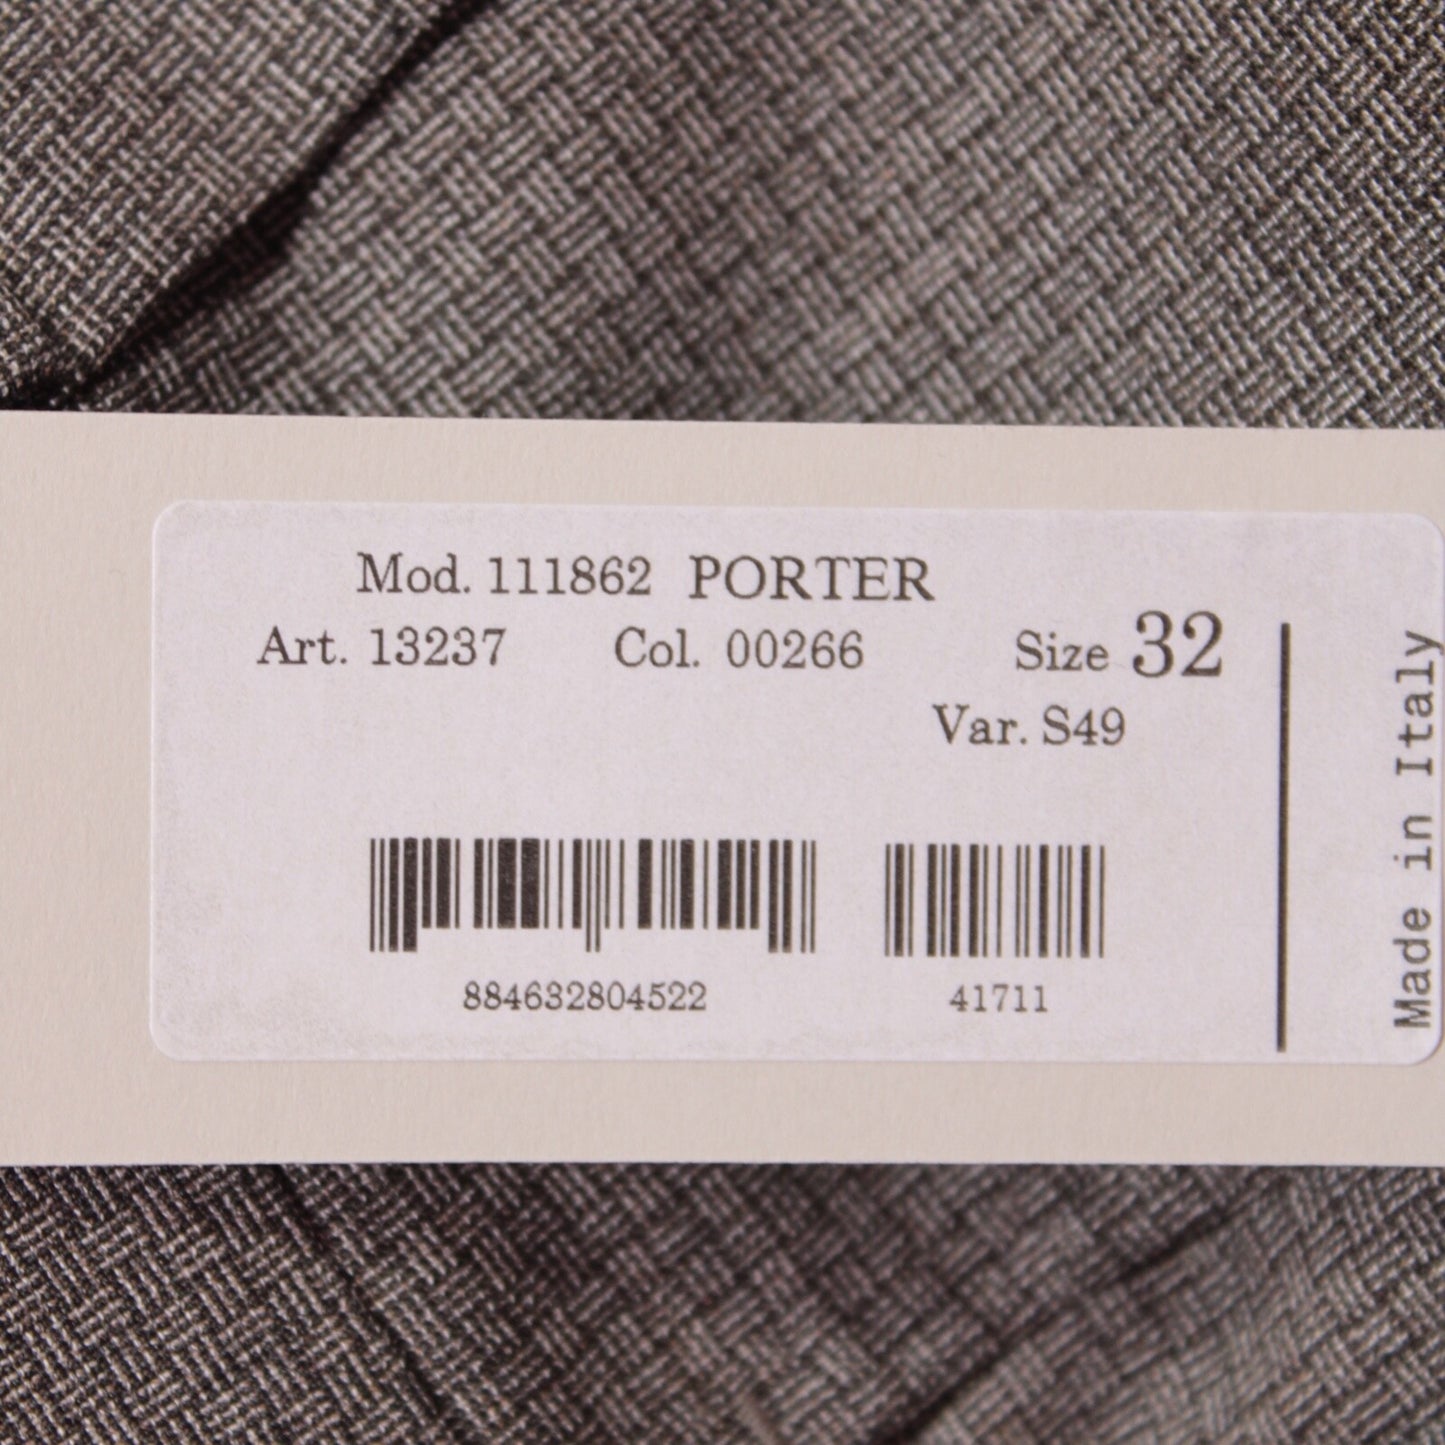 Mod. 111862 PORTER
Art. 13237 Col. 00266 Size 32
Var. S49
884632804522 41711
Made in Italy